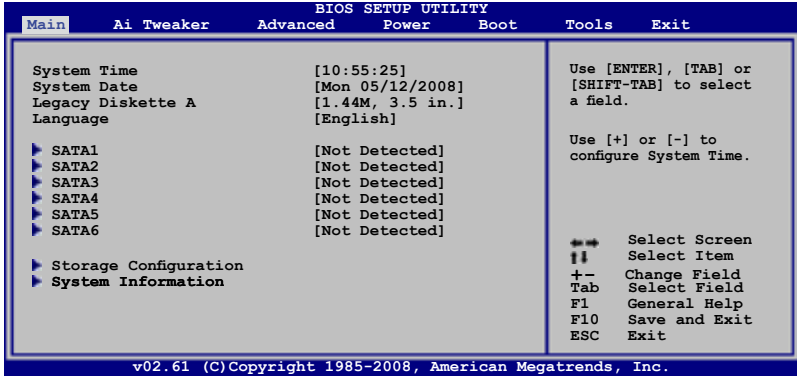 BIOS SETUP UTILITY
Main Ai Tweaker Advanced Power Boot Tools Exit
System Time [10:55:25]
System Date [Mon 05/12/2008]
Legacy Diskette A [1.44M, 3.5 in.]
Language [English]
SATA1 [Not Detected]
SATA2 [Not Detected]
SATA3 [Not Detected]
SATA4 [Not Detected]
SATA5 [Not Detected]
SATA6 [Not Detected]
Storage Configuration
System Information
Use [ENTER], [TAB] or
[SHIFT-TAB] to select
a field.
Use [+] or [-] to
configure System Time.
Select Screen
Select Item
+- Change Field
Tab Select Field
F1 General Help
F10 Save and Exit
ESC Exit
v02.61 (C)Copyright 1985-2008, American Megatrends, Inc.